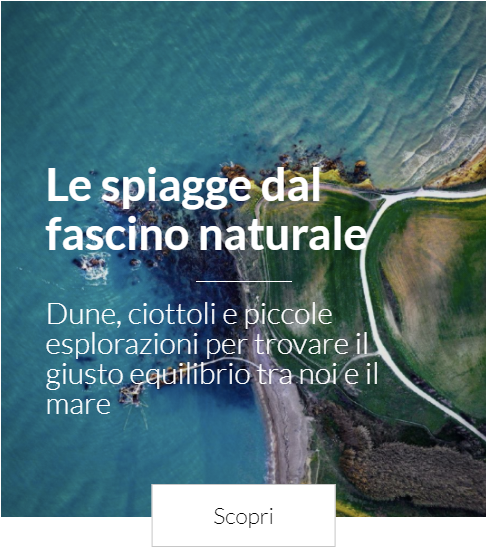 Le spiagge dal
fascino naturale
Dune, ciottoli e piccole
esplorazioni per trovare il
giusto equilibrio tra noi e il
mare
Scopri